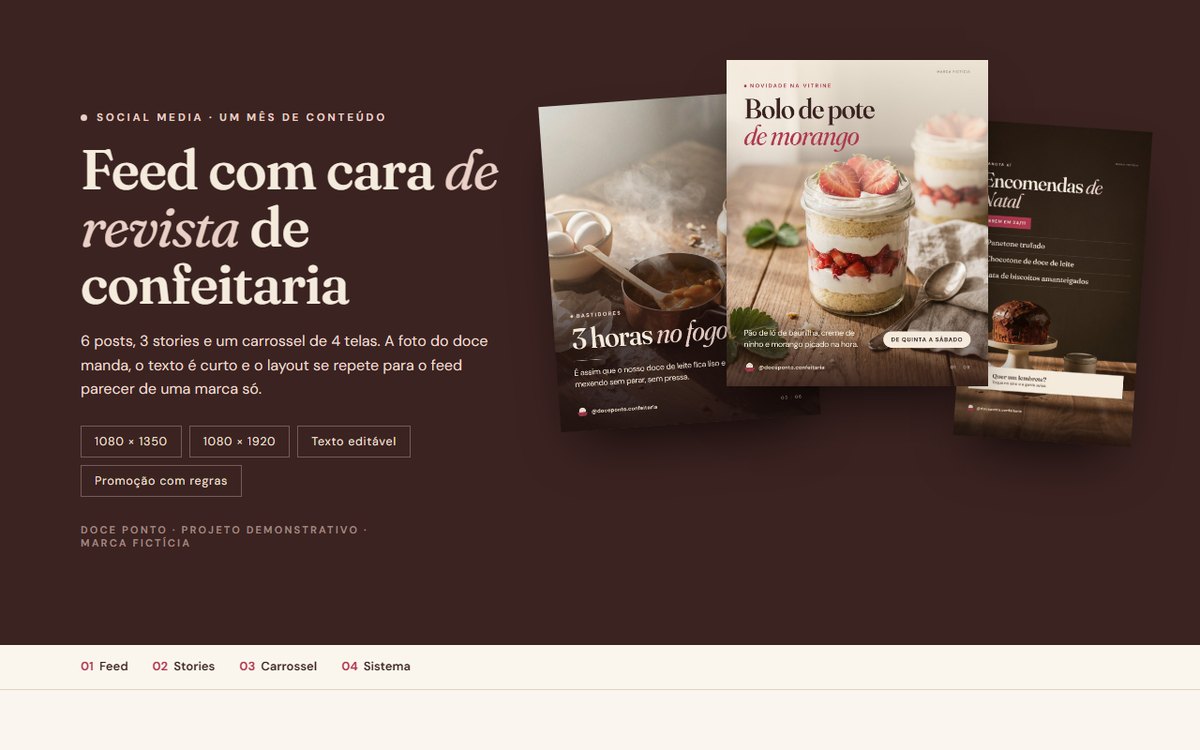 SOCIAL MEDIA · UM MÊS DE CONTEÚDO
Feed com cara de
revista de
confeitaria
6 posts, 3 stories e um carrossel de 4 telas. A foto do doce
manda, o texto é curto e o layout se repete para o feed
parecer de uma marca só.
1080 × 1350
1080 × 1920
Texto editável
Promoção com regras
DOCE PONTO · PROJETO DEMONSTRATIVO ·
MARCA FICTÍCIA
BASTIDORES
3 horas no fogo
É assim que o nosso doce de leite fica liso e
mexendo sem parar, sem pressa.
@doceponto.confeitaria
MARCA FICTÍCIA
NOVIDADE NA VITRINE
Bolo de pote
de morango
Pão de ló de baunilha, creme de
ninho e morango picado na hora.
DE QUINTA A SÁBADO
@doceponto.confeitaria
Encomendas de
Natal
Panetone trufado
Chocotone de doce de leite
Lata de biscoitos amanteigados
Quer um lembrete?
01 Feed
02 Stories
03 Carrossel
04 Sistema